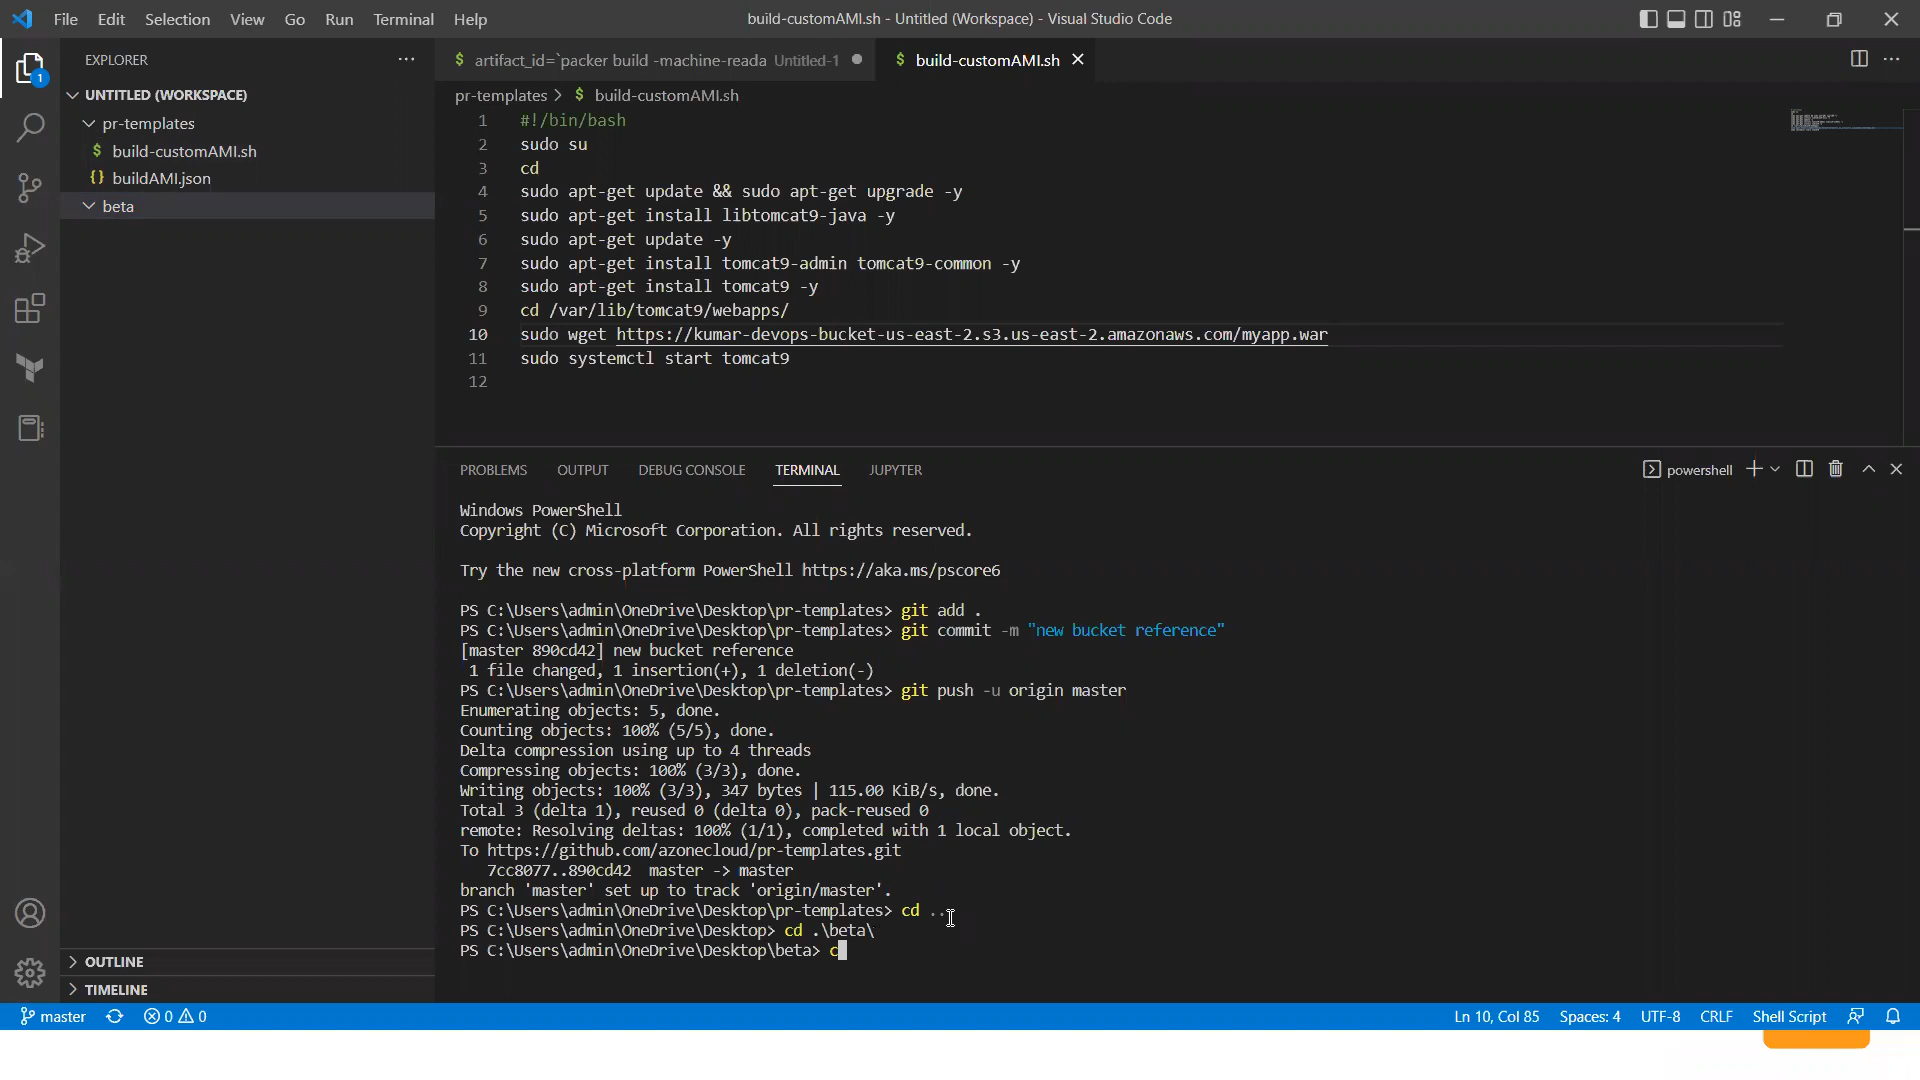 File Edit Selection View Go Run Terminal Help
build-customAMI.sh - Untitled (Workspace) - Visual Studio Code
1
EXPLORER
UNTITLED (WORKSPACE)
pr-templates
$ build-customAMI.sh
{} buildAMI.json
beta
OUTLINE
TIMELINE
$ artifact_id=`packer build -machine-reada Untitled-1
$ build-customAMI.sh
pr-templates > $ build-customAMI.sh
1 #!/bin/bash
2 sudo su
3 cd
4 sudo apt-get update && sudo apt-get upgrade -y
5 sudo apt-get install libtomcat9-java -y
6 sudo apt-get update -y
7 sudo apt-get install tomcat9-admin tomcat9-common -y
8 sudo apt-get install tomcat9 -y
9 cd /var/lib/tomcat9/webapps/
10 sudo wget https://kumar-devops-bucket-us-east-2.s3.us-east-2.amazonaws.com/myapp.war
11 sudo systemctl start tomcat9
12
PROBLEMS OUTPUT DEBUG CONSOLE TERMINAL JUPYTER
powershell
Windows PowerShell
Copyright (C) Microsoft Corporation. All rights reserved.
Try the new cross-platform PowerShell https://aka.ms/pscore6
PS C:\Users\admin\OneDrive\Desktop\pr-templates> git add .
PS C:\Users\admin\OneDrive\Desktop\pr-templates> git commit -m "new bucket reference"
[master 890cd42] new bucket reference
1 file changed, 1 insertion(+), 1 deletion(-)
PS C:\Users\admin\OneDrive\Desktop\pr-templates> git push -u origin master
Enumerating objects: 5, done.
Counting objects: 100% (5/5), done.
Delta compression using up to 4 threads
Compressing objects: 100% (3/3), done.
Writing objects: 100% (3/3), 347 bytes | 115.00 KiB/s, done.
Total 3 (delta 1), reused 0 (delta 0), pack-reused 0
remote: Resolving deltas: 100% (1/1), completed with 1 local object.
To https://github.com/azonecloud/pr-templates.git
7cc8077..890cd42 master -> master
branch 'master' set up to track 'origin/master'.
PS C:\Users\admin\OneDrive\Desktop\pr-templates> cd ..
PS C:\Users\admin\OneDrive\Desktop> cd .\beta\
PS C:\Users\admin\OneDrive\Desktop\beta> c
master 0 0
Ln 10, Col 85 Spaces: 4 UTF-8 CRLF Shell Script